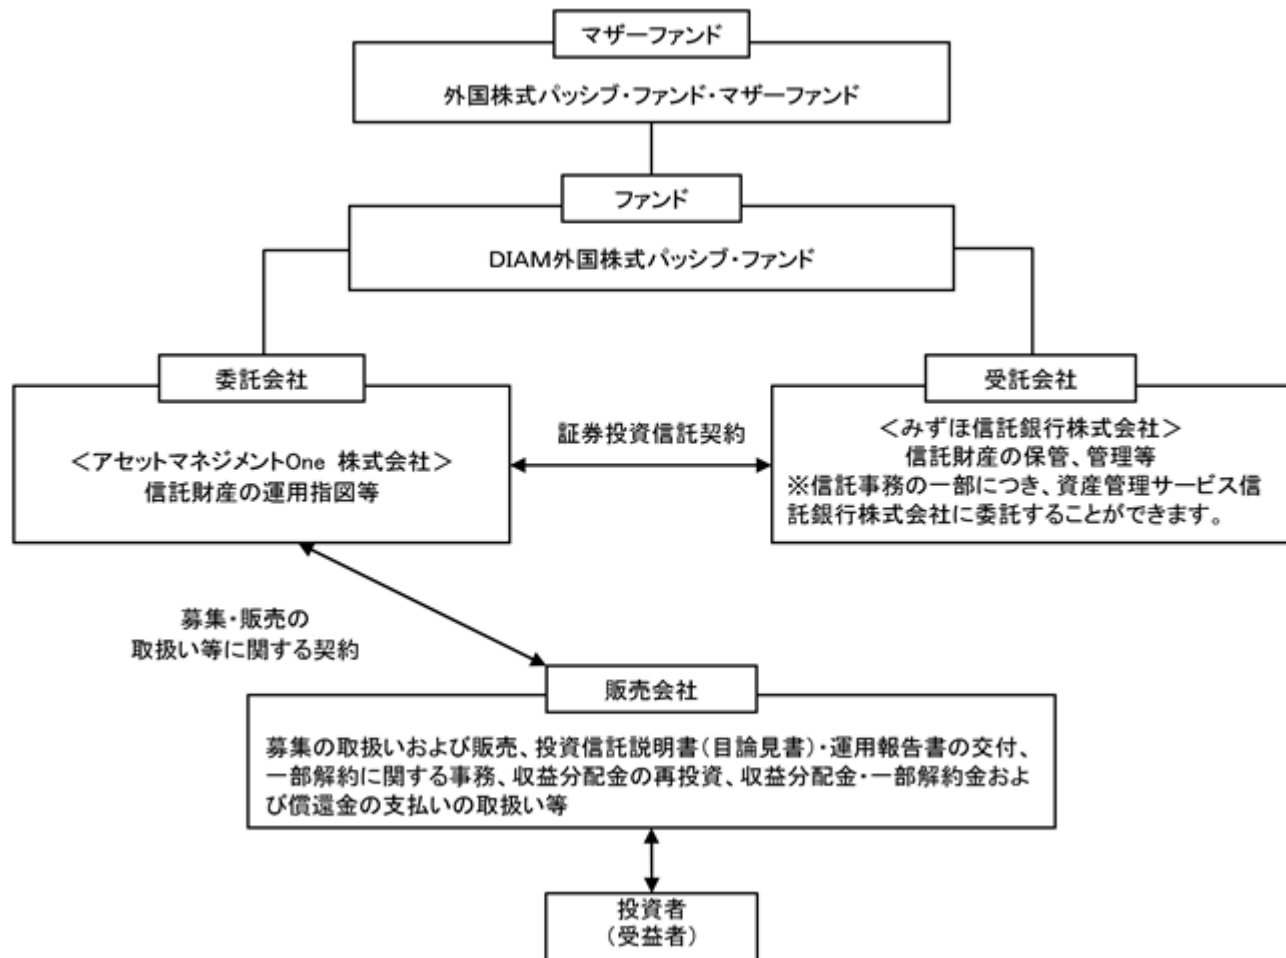 マザーファンド
外国株式パッシブ・ファンド・マザーファンド
ファンド
DIAM外国株式パッシブ・ファンド
委託会社
<アセットマネジメントOne 株式会社>
信託財産の運用指図等
証券投資信託契約
受託会社
<みずほ信託銀行株式会社>
信託財産の保管、管理等
※信託事務の一部につき、資産管理サービス信
託銀行株式会社に委託することができます。
募集・販売の
取扱い等に関する契約
販売会社
募集の取扱いおよび販売、投資信託説明書(目論見書)・運用報告書の交付、
一部解約に関する事務、収益分配金の再投資、収益分配金・一部解約金およ
び償還金の支払いの取扱い等
投資者
(受益者)